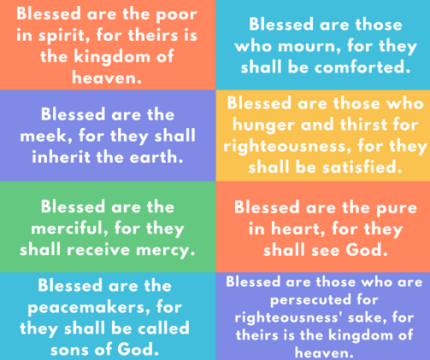 Blessed are the poor
in spirit, for theirs is
the kingdom of
heaven.
Blessed are those
who mourn, for they
shall be comforted.
Blessed are the
meek, for they shall
inherit the earth.
Blessed are those who
hunger and thirst for
righteousness, for they
shall be satisfied.
Blessed are the
merciful, for they
shall receive mercy.
Blessed are the pure
in heart, for they
shall see God.
Blessed are the
peacemakers, for
they shall be called
sons of God.
Blessed are those who are
persecuted for
righteousness' sake, for
theirs is the kingdom of
heaven.